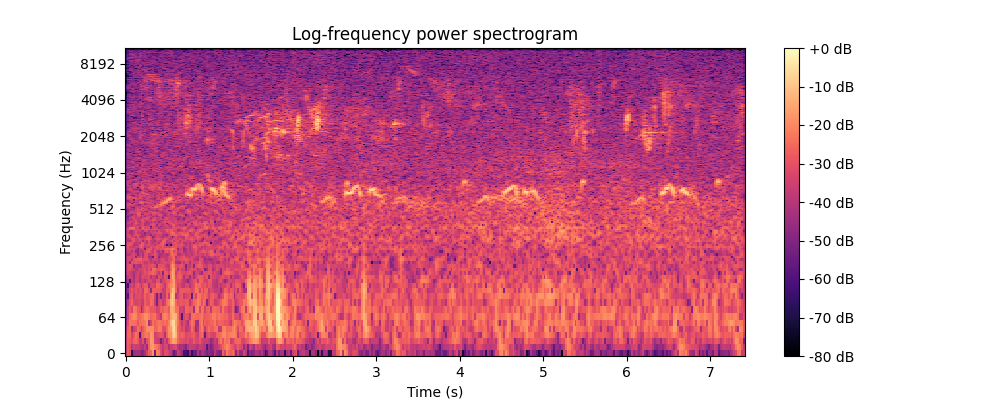 Log-frequency power spectrogram
Frequency (Hz)
8192
4096
2048
1024
512
256
128
64
0
0 1 2 3 4 5 6 7
Time (s)
+0 dB
-10 dB
-20 dB
-30 dB
-40 dB
-50 dB
-60 dB
-70 dB
-80 dB